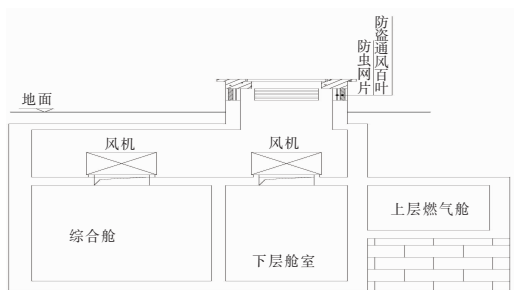 防盗通风百叶
防虫网片
地面
风机
风机
综合舱
下层舱室
上层燃气舱